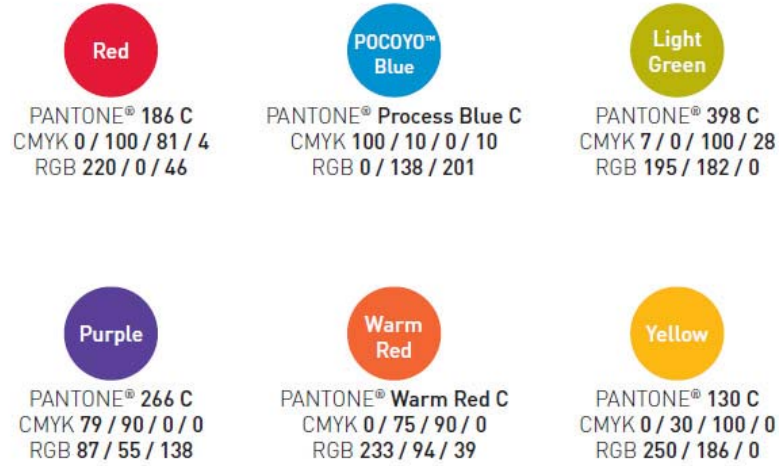 Red
PANTONE® 186 C
CMYK 0 / 100 / 81 / 4
RGB 220 / 0 / 46
POCOYO™
Blue
PANTONE® Process Blue C
CMYK 100 / 10 / 0 / 10
RGB 0 / 138 / 201
Light
Green
PANTONE® 398 C
CMYK 7 / 0 / 100 / 28
RGB 195 / 182 / 0
Purple
PANTONE® 266 C
CMYK 79 / 90 / 0 / 0
RGB 87 / 55 / 138
Warm
Red
PANTONE® Warm Red C
CMYK 0 / 75 / 90 / 0
RGB 233 / 94 / 39
Yellow
PANTONE® 130 C
CMYK 0 / 30 / 100 / 0
RGB 250 / 186 / 0